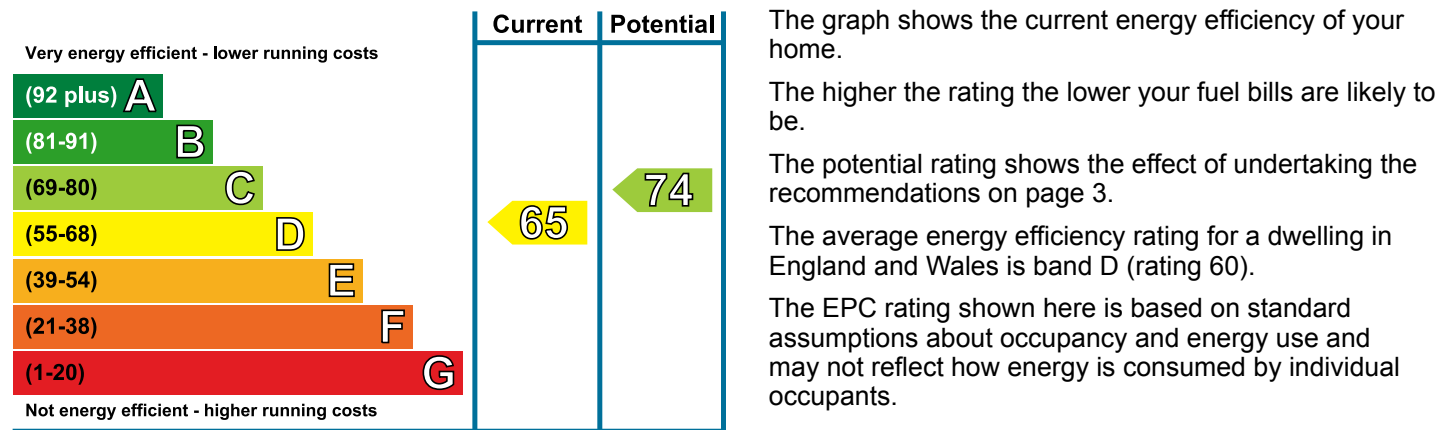 Current Potential
Very energy efficient - lower running costs
(92 plus) A
(81-91) B
(69-80) C
(55-68) D
(39-54) E
(21-38) F
(1-20) G
Not energy efficient - higher running costs
65
74
The graph shows the current energy efficiency of your
home.
The higher the rating the lower your fuel bills are likely to
be.
The potential rating shows the effect of undertaking the
recommendations on page 3.
The average energy efficiency rating for a dwelling in
England and Wales is band D (rating 60).
The EPC rating shown here is based on standard
assumptions about occupancy and energy use and
may not reflect how energy is consumed by individual
occupants.